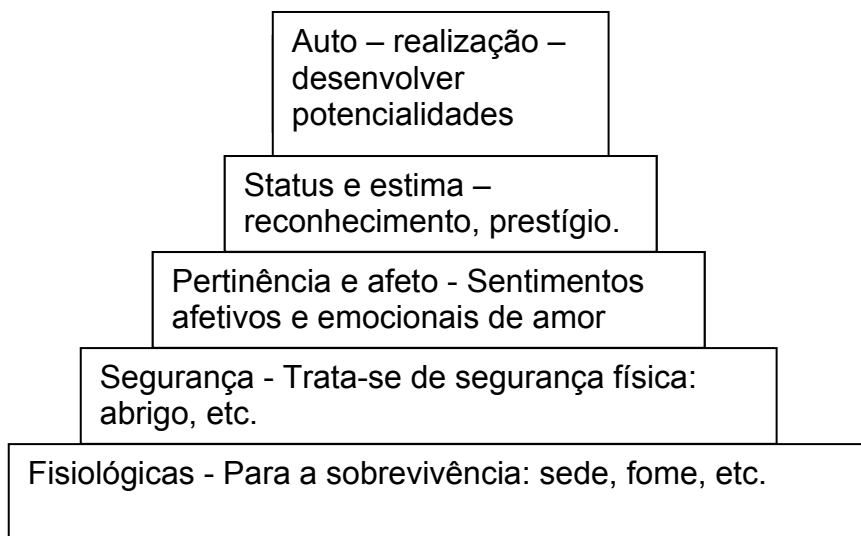 Auto – realização –
desenvolver
potencialidades
Status e estima –
reconhecimento, prestígio.
Pertinência e afeto - Sentimentos
afetivos e emocionais de amor
Segurança - Trata-se de segurança física:
abrigo, etc.
Fisiológicas - Para a sobrevivência: sede, fome, etc.